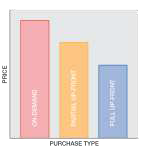 PRICE
ON-DEMAND
PARTIAL UP-FRONT
FULL UP-FRONT
PURCHASE TYPE